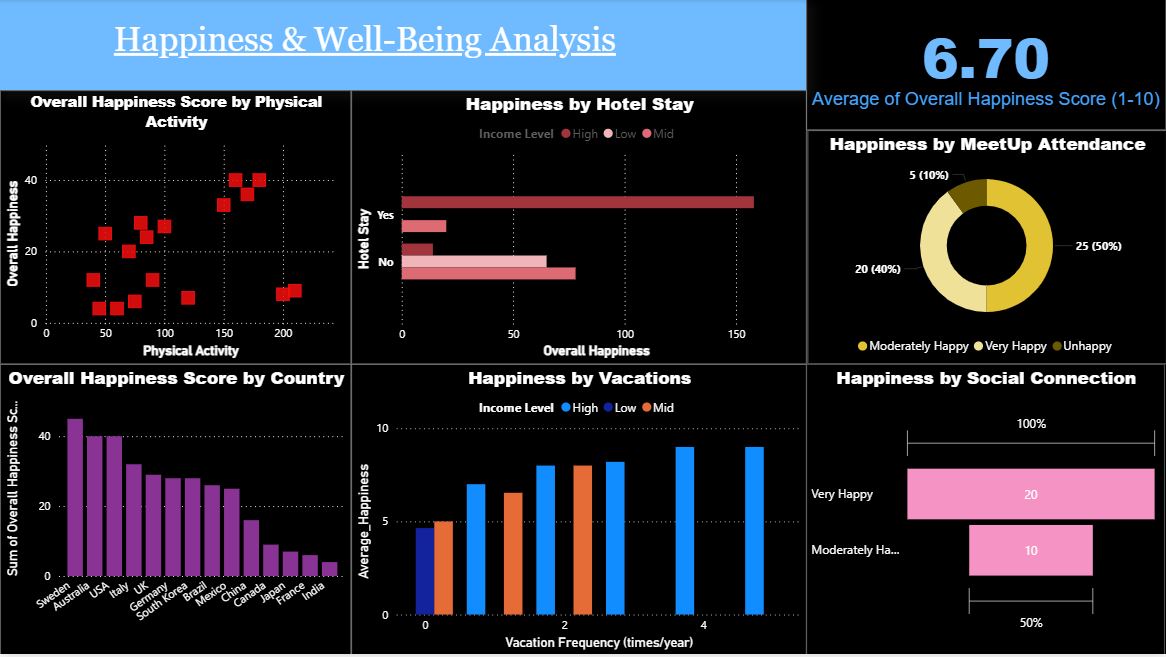 Happiness & Well-Being Analysis
6.70
Average of Overall Happiness Score (1-10)
Overall Happiness Score by Physical
Activity
Overall Happiness
40
20
0
0 50 100 150 200
Physical Activity
Happiness by Hotel Stay
Income Level High Low Mid
Hotel Stay
Yes
No
0 50 100 150
Overall Happiness
Happiness by MeetUp Attendance
5 (10%)
25 (50%)
20 (40%)
Moderately Happy Very Happy Unhappy
Overall Happiness Score by Country
Sum of Overall Happiness Sc...
40
20
0
Sweden
Australia
USA
Italy
UK
Germany
South Korea
Brazil
Mexico
China
Canada
Japan
France
India
Happiness by Vacations
Income Level High Low Mid
Average_Happiness
10
5
0
0 2 4
Vacation Frequency (times/year)
Happiness by Social Connection
100%
Very Happy 20
Moderately Ha... 10
50%